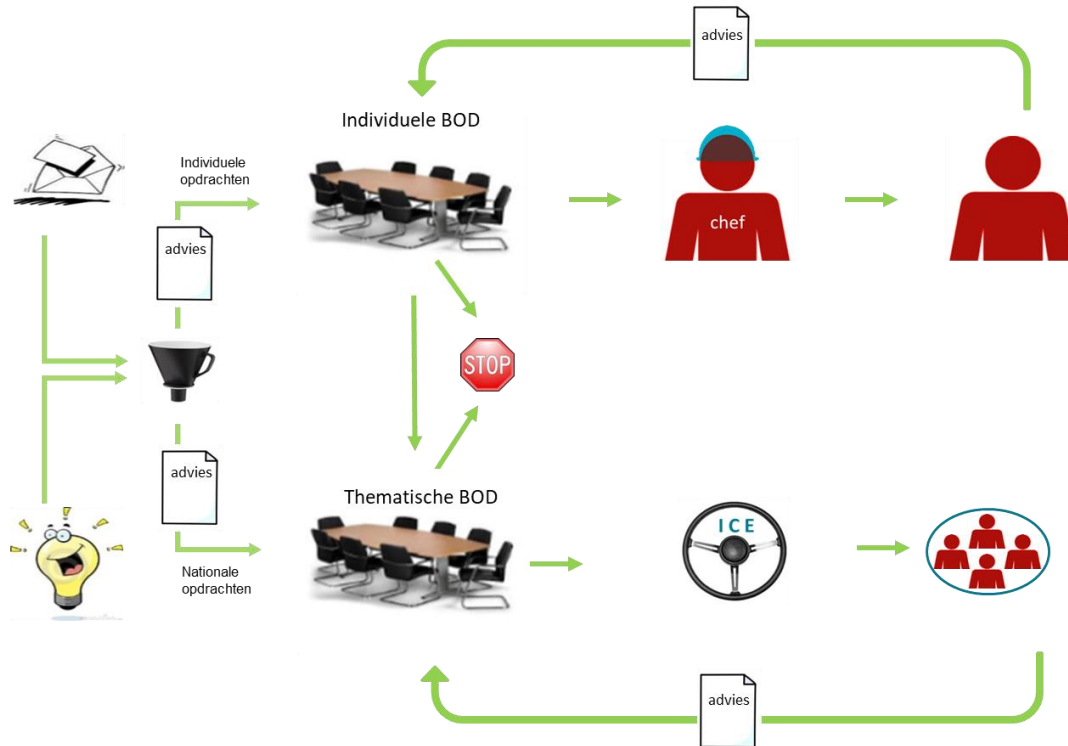 advies
Individuele BOD
Individuele
opdrachten
advies
chef
STOP
advies
Thematische BOD
ICE
Nationale
opdrachten
advies